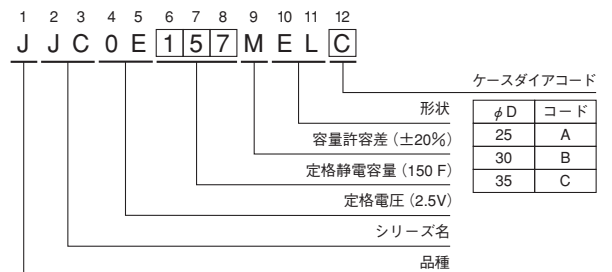 1 2 3 4 5 6 7 8 9 10 11 12
J J C 0 E 1 5 7 M E L C
ケースダイアコード
形状
容量許容差（±20％）
定格静電容量（150 F）
定格電圧（2.5V）
シリーズ名
品種
φD コード
25 A
30 B
35 C